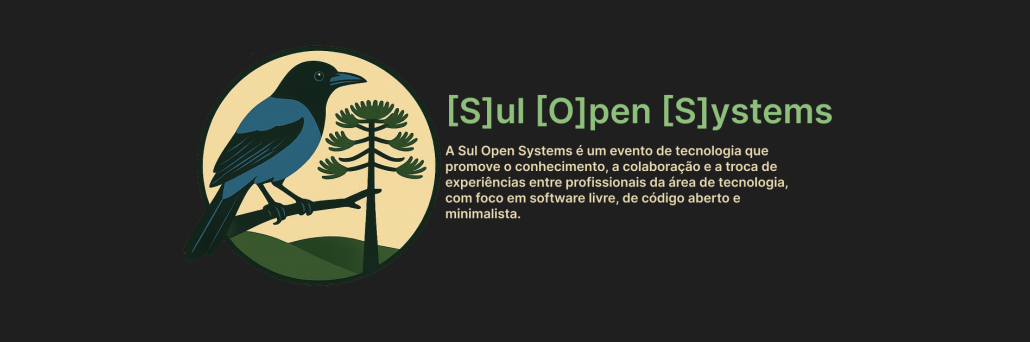 [S]ul [O]pen [S]ystems
A Sul Open Systems é um evento de tecnologia que
promove o conhecimento, a colaboração e a troca de
experiências entre profissionais da área de tecnologia,
com foco em software livre, de código aberto e
minimalista.